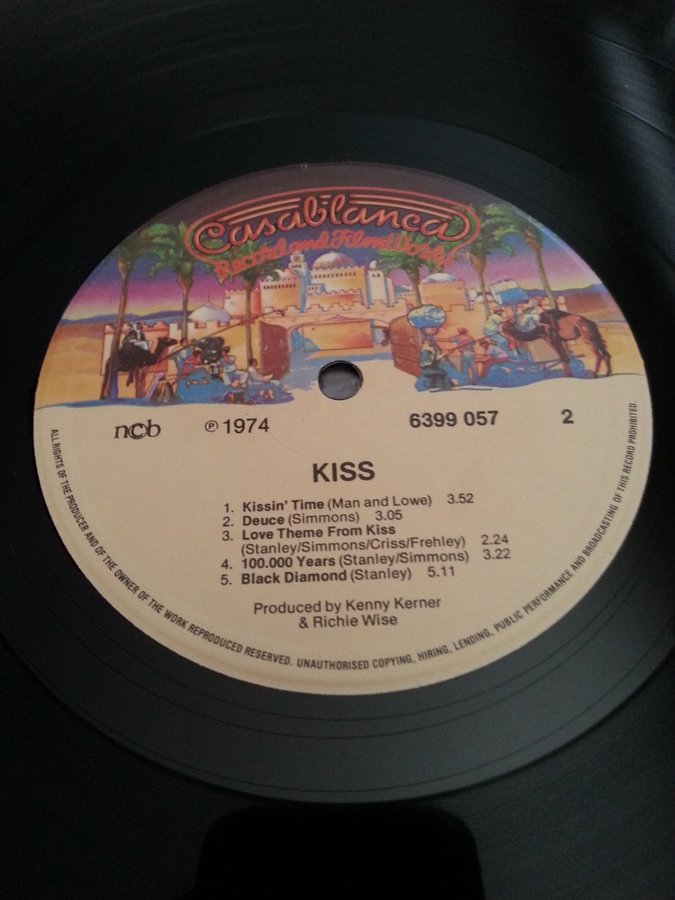 Casablanca
Record and FilmWorks
ncb ℗ 1974 6399 057 2
KISS
1. Kissin' Time (Man and Lowe) 3.52
2. Deuce (Simmons) 3.05
3. Love Theme From Kiss
(Stanley/Simmons/Criss/Frehley) 2.24
4. 100.000 Years (Stanley/Simmons) 3.22
5. Black Diamond (Stanley) 5.11
Produced by Kenny Kerner
& Richie Wise
ALL RIGHTS OF THE PRODUCER AND OF THE OWNER OF THE WORK REPRODUCED RESERVED. UNAUTHORISED COPYING, HIRING, LENDING, PUBLIC PERFORMANCE AND BROADCASTING OF THIS RECORD PROHIBITED.